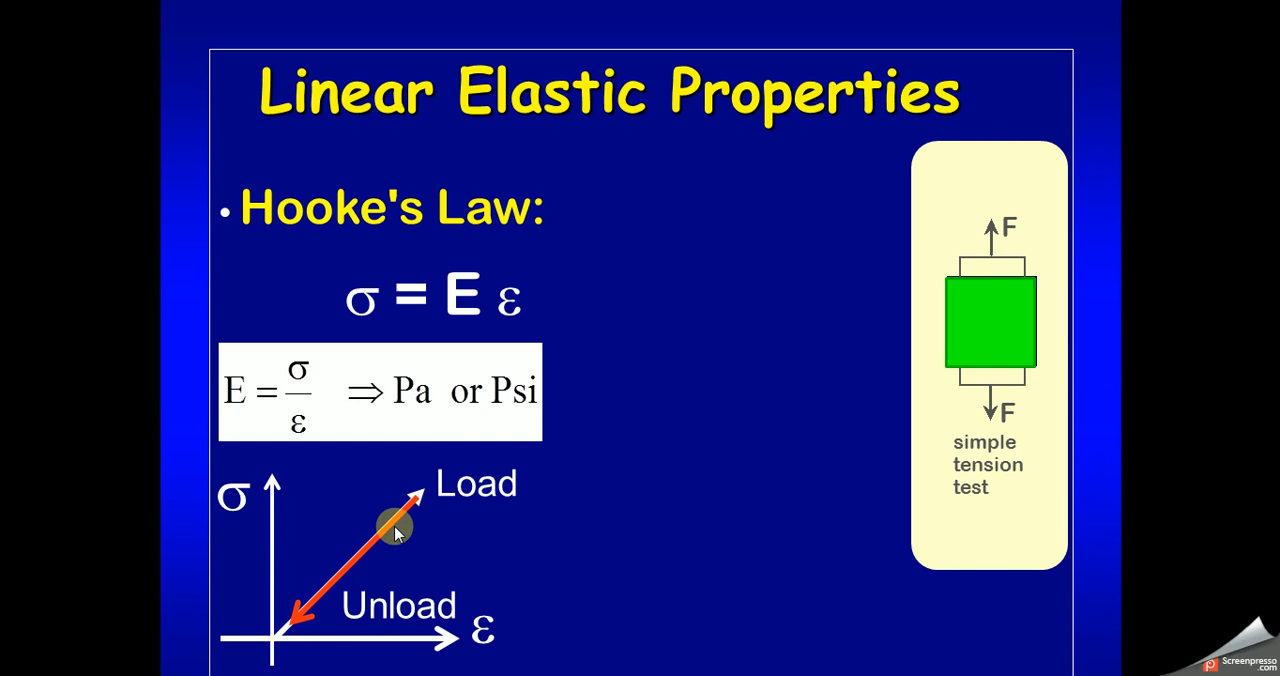 Linear Elastic Properties
• Hooke's Law:
σ = E ε
E = σ/ε ⇒ Pa or Psi
σ
Load
Unload
ε
F
F
simple
tension
test
Screenpresso
.com